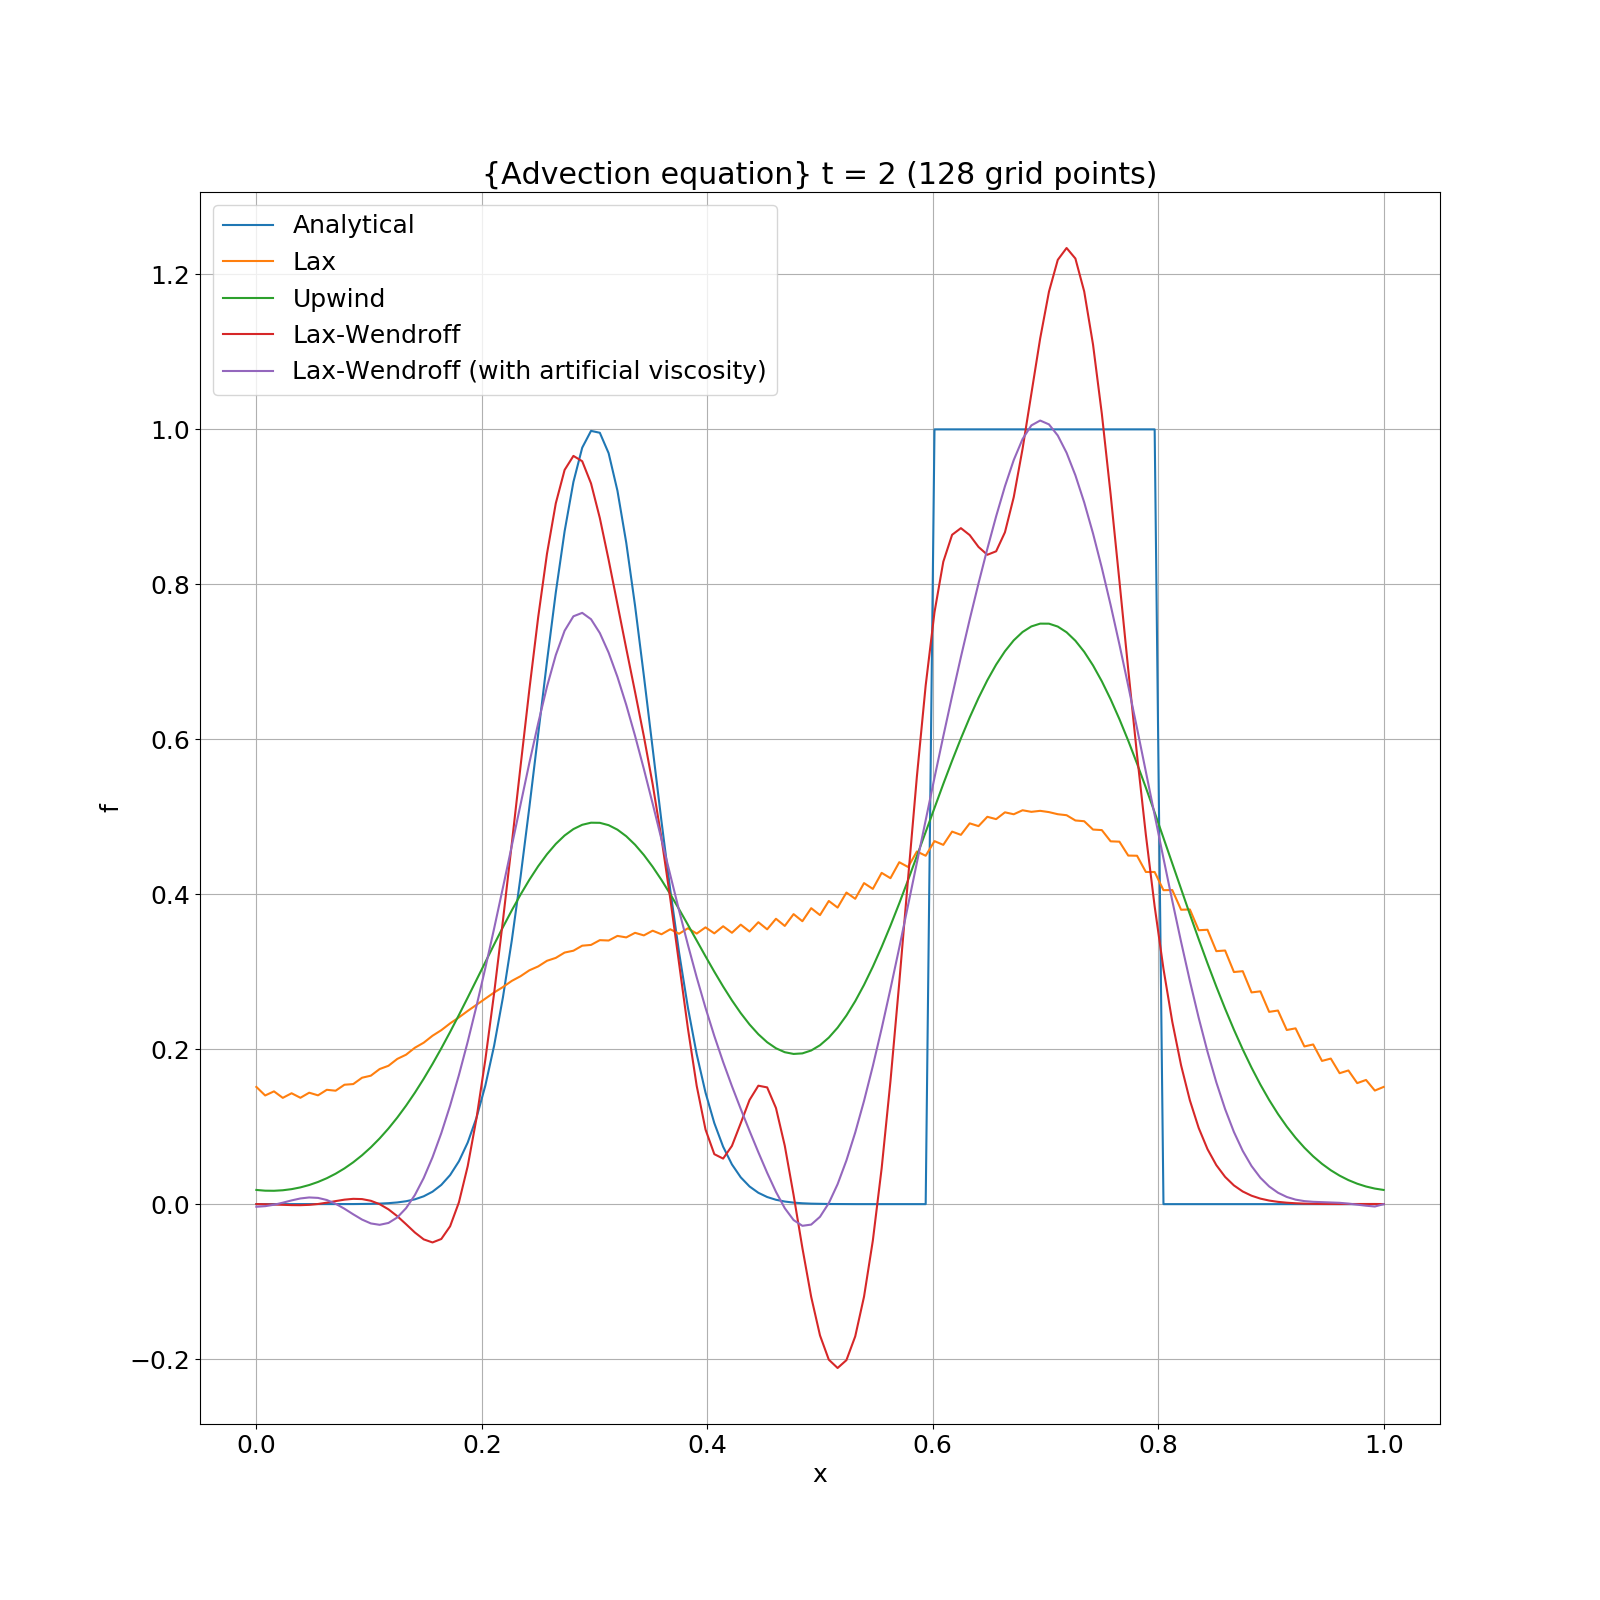 {Advection equation} t = 2 (128 grid points)
Analytical
Lax
Upwind
Lax-Wendroff
Lax-Wendroff (with artificial viscosity)
1.2
1.0
0.8
0.6
0.4
0.2
0.0
−0.2
f
0.0 0.2 0.4 0.6 0.8 1.0
x